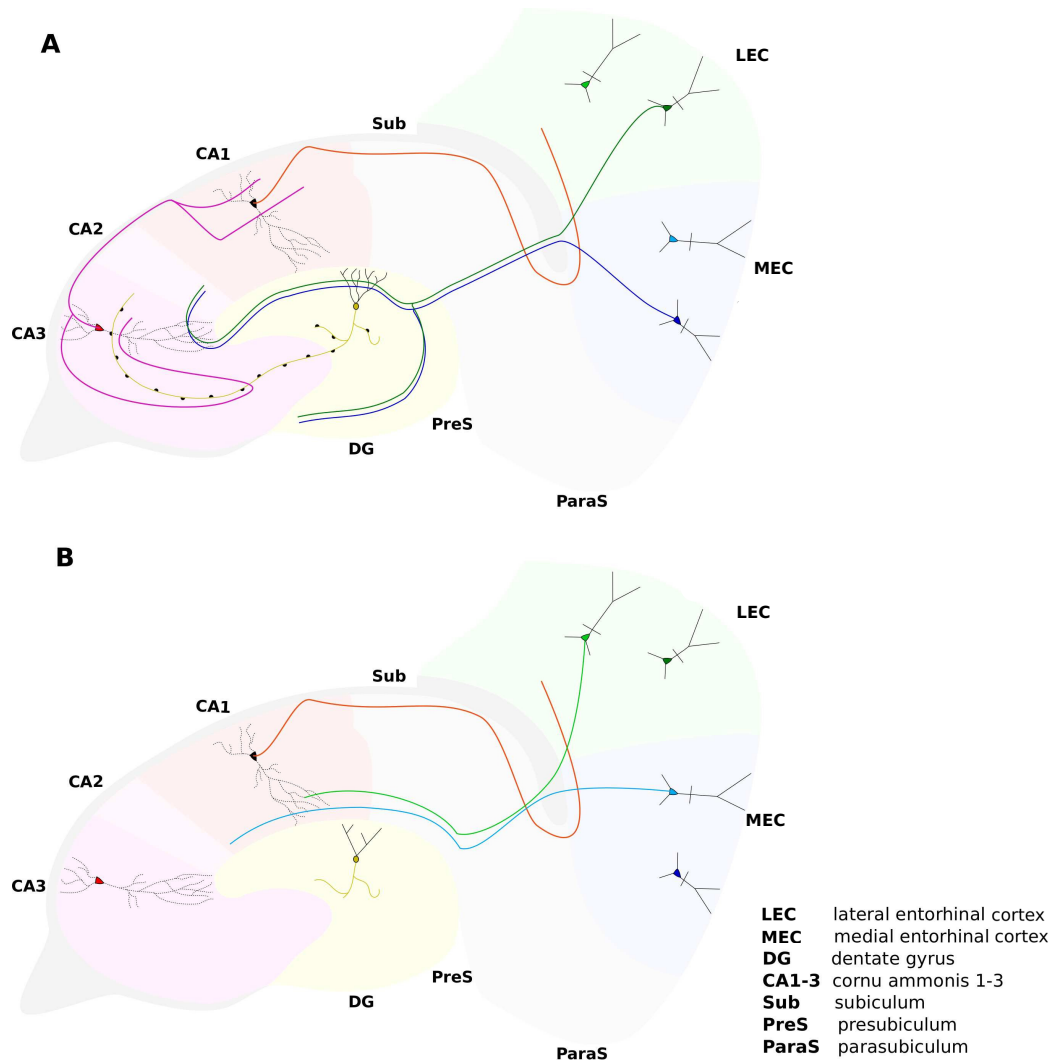 A
LEC
Sub
CA1
CA2
MEC
CA3
PreS
DG
ParaS
B
LEC
Sub
CA1
CA2
MEC
CA3
PreS
DG
ParaS
LEC lateral entorhinal cortex
MEC medial entorhinal cortex
DG dentate gyrus
CA1-3 cornu ammonis 1-3
Sub subiculum
PreS presubiculum
ParaS parasubiculum